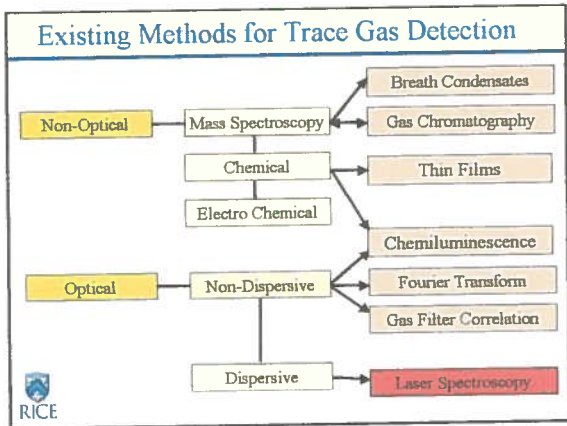 Existing Methods for Trace Gas Detection
Breath Condensates
Non-Optical
Mass Spectroscopy
Gas Chromatography
Chemical
Thin Films
Electro Chemical
Chemiluminescence
Optical
Non-Dispersive
Fourier Transform
Gas Filter Correlation
Dispersive
Laser Spectroscopy
RICE